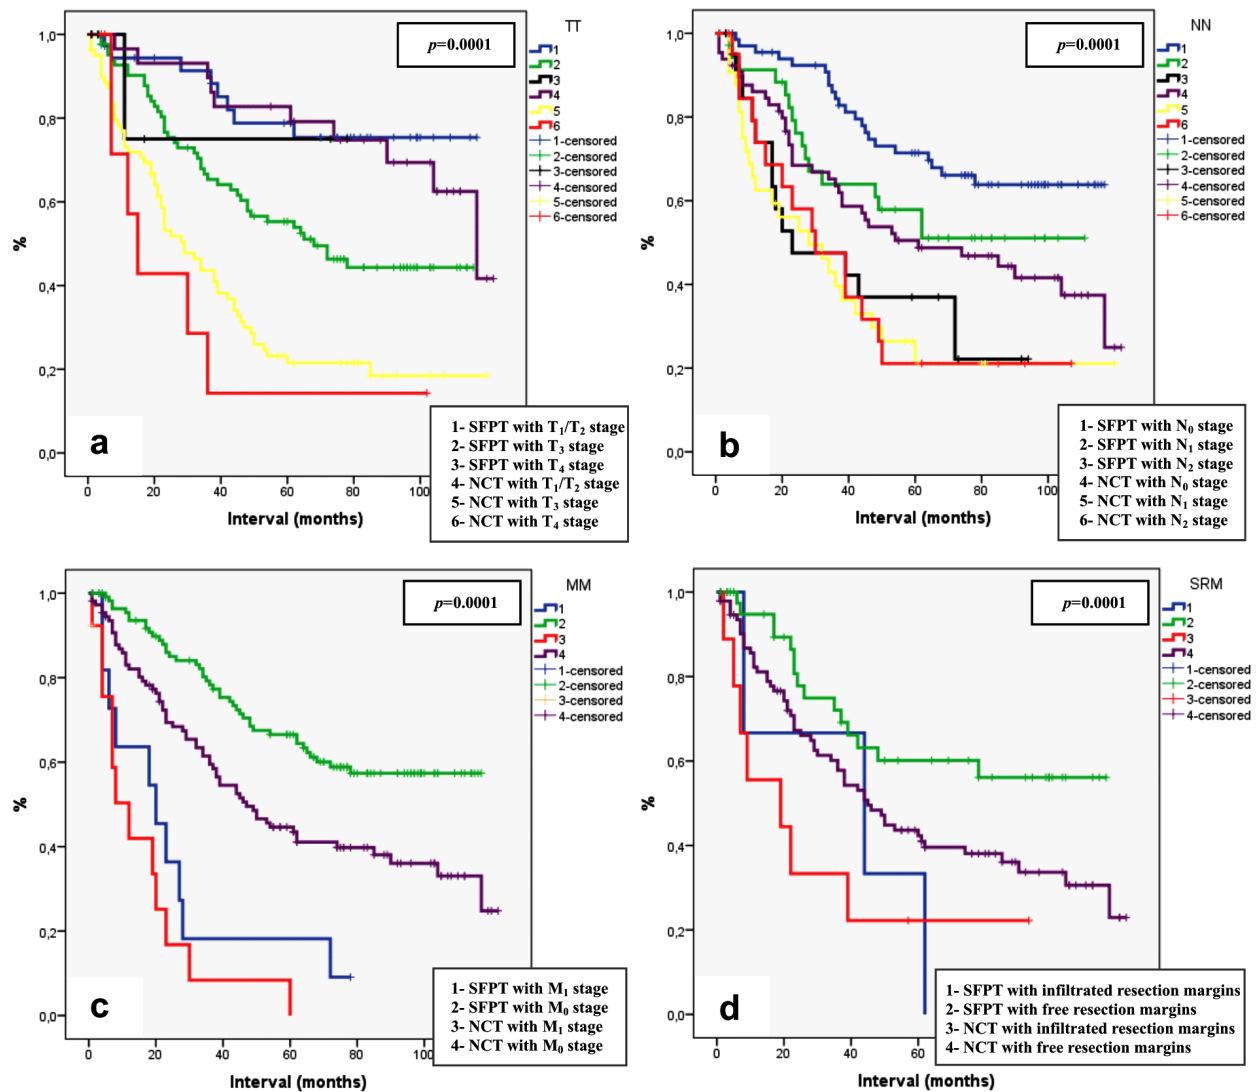 TT
p=0.0001
1,0
0,8
0,6
0,4
0,2
0,0
%
0 20 40 60 80 100
Interval (months)
1
2
3
4
5
6
1-censored
2-censored
3-censored
4-censored
5-censored
6-censored
a
1- SFPT with T1/T2 stage
2- SFPT with T3 stage
3- SFPT with T4 stage
4- NCT with T1/T2 stage
5- NCT with T3 stage
6- NCT with T4 stage
NN
p=0.0001
1,0
0,8
0,6
0,4
0,2
0,0
%
0 20 40 60 80 100
Interval (months)
1
2
3
4
5
6
1-censored
2-censored
3-censored
4-censored
5-censored
6-censored
b
1- SFPT with N0 stage
2- SFPT with N1 stage
3- SFPT with N2 stage
4- NCT with N0 stage
5- NCT with N1 stage
6- NCT with N2 stage
MM
p=0.0001
1,0
0,8
0,6
0,4
0,2
0,0
%
0 20 40 60 80 100
Interval (months)
1
2
3
4
1-censored
2-censored
3-censored
4-censored
c
1- SFPT with M1 stage
2- SFPT with M0 stage
3- NCT with M1 stage
4- NCT with M0 stage
SRM
p=0.0001
1,0
0,8
0,6
0,4
0,2
0,0
%
0 20 40 60
Interval (months)
1
2
3
4
1-censored
2-censored
3-censored
4-censored
d
1- SFPT with infiltrated resection margins
2- SFPT with free resection margins
3- NCT with infiltrated resection margins
4- NCT with free resection margins